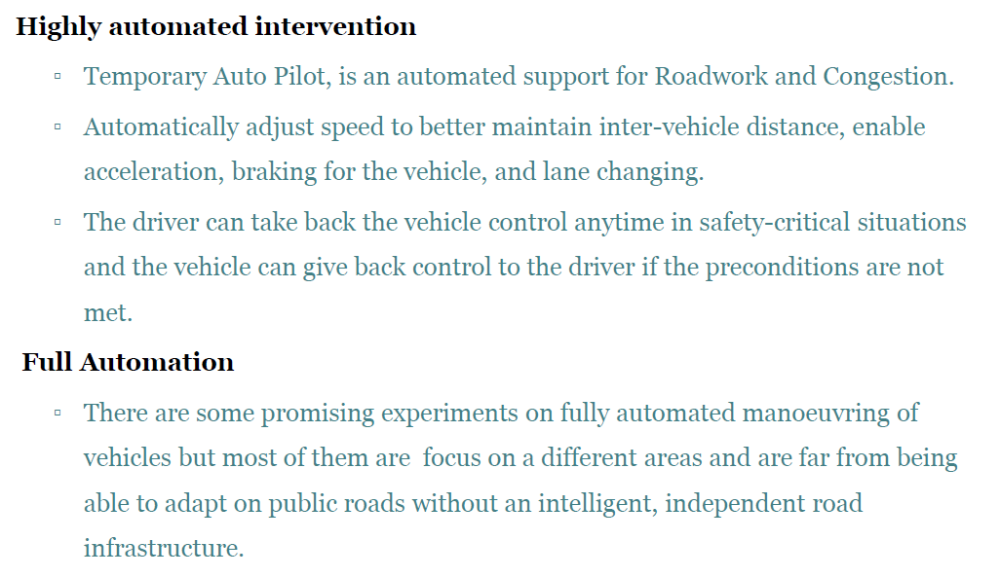 Highly automated intervention
▫ Temporary Auto Pilot, is an automated support for Roadwork and Congestion.
▫ Automatically adjust speed to better maintain inter-vehicle distance, enable
acceleration, braking for the vehicle, and lane changing.
▫ The driver can take back the vehicle control anytime in safety-critical situations
and the vehicle can give back control to the driver if the preconditions are not
met.
Full Automation
▫ There are some promising experiments on fully automated manoeuvring of
vehicles but most of them are  focus on a different areas and are far from being
able to adapt on public roads without an intelligent, independent road
infrastructure.